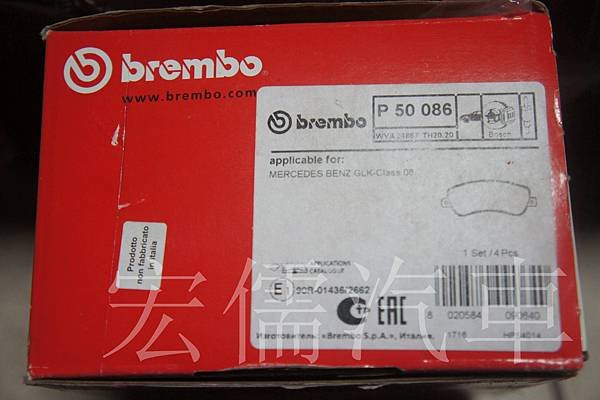 brembo
www.brembo.com
brembo
P 50 086
WVA 24867 TH20.20
Bosch
applicable for:
MERCEDES BENZ GLK-Class 08
1 Set / 4 Pcs
APPLICATIONS
CATALOGUE
Prodotto
non fabbricato
in Italia
E 90R-01436/2662
EAC
8 020584 090640
Изготовитель: «Brembo S.p.A.», Италия.
1716
宏儒汽車